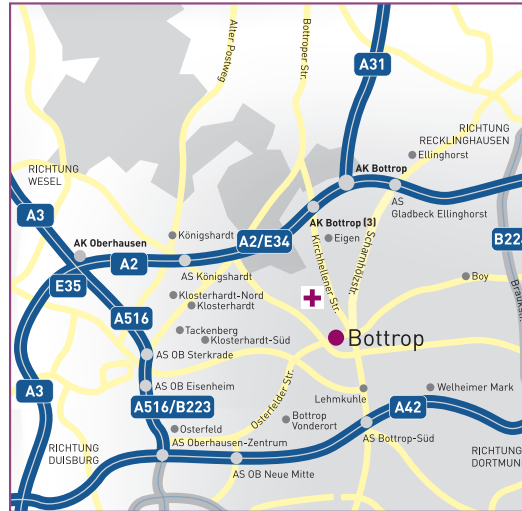 Alter Postweg
Bottroper Str.
A31
RICHTUNG
RECKLINGHAUSEN
Ellinghorst
RICHTUNG
WESEL
AK Bottrop
AS
Gladbeck Ellinghorst
A3
AK Oberhausen
Königshardt
A2/E34
AK Bottrop [3]
Eigen
B22
A2
AS Königshardt
E35
Kirchhellener Str.
Scharnhölzstr.
Boy
Klosterhardt-Nord
Klosterhardt
A516
Tackenberg
Klosterhardt-Süd
Bottrop
AS OB Sterkrade
A3
AS OB Eisenheim
Osterfelder Str.
Lehmkuhle
Welheimer Mark
A516/B223
A42
Bottrop
Vonderort
Osterfeld
AS Bottrop-Süd
AS Oberhausen-Zentrum
RICHTUNG
DUISBURG
AS OB Neue Mitte
RICHTUNG
DORTMUN